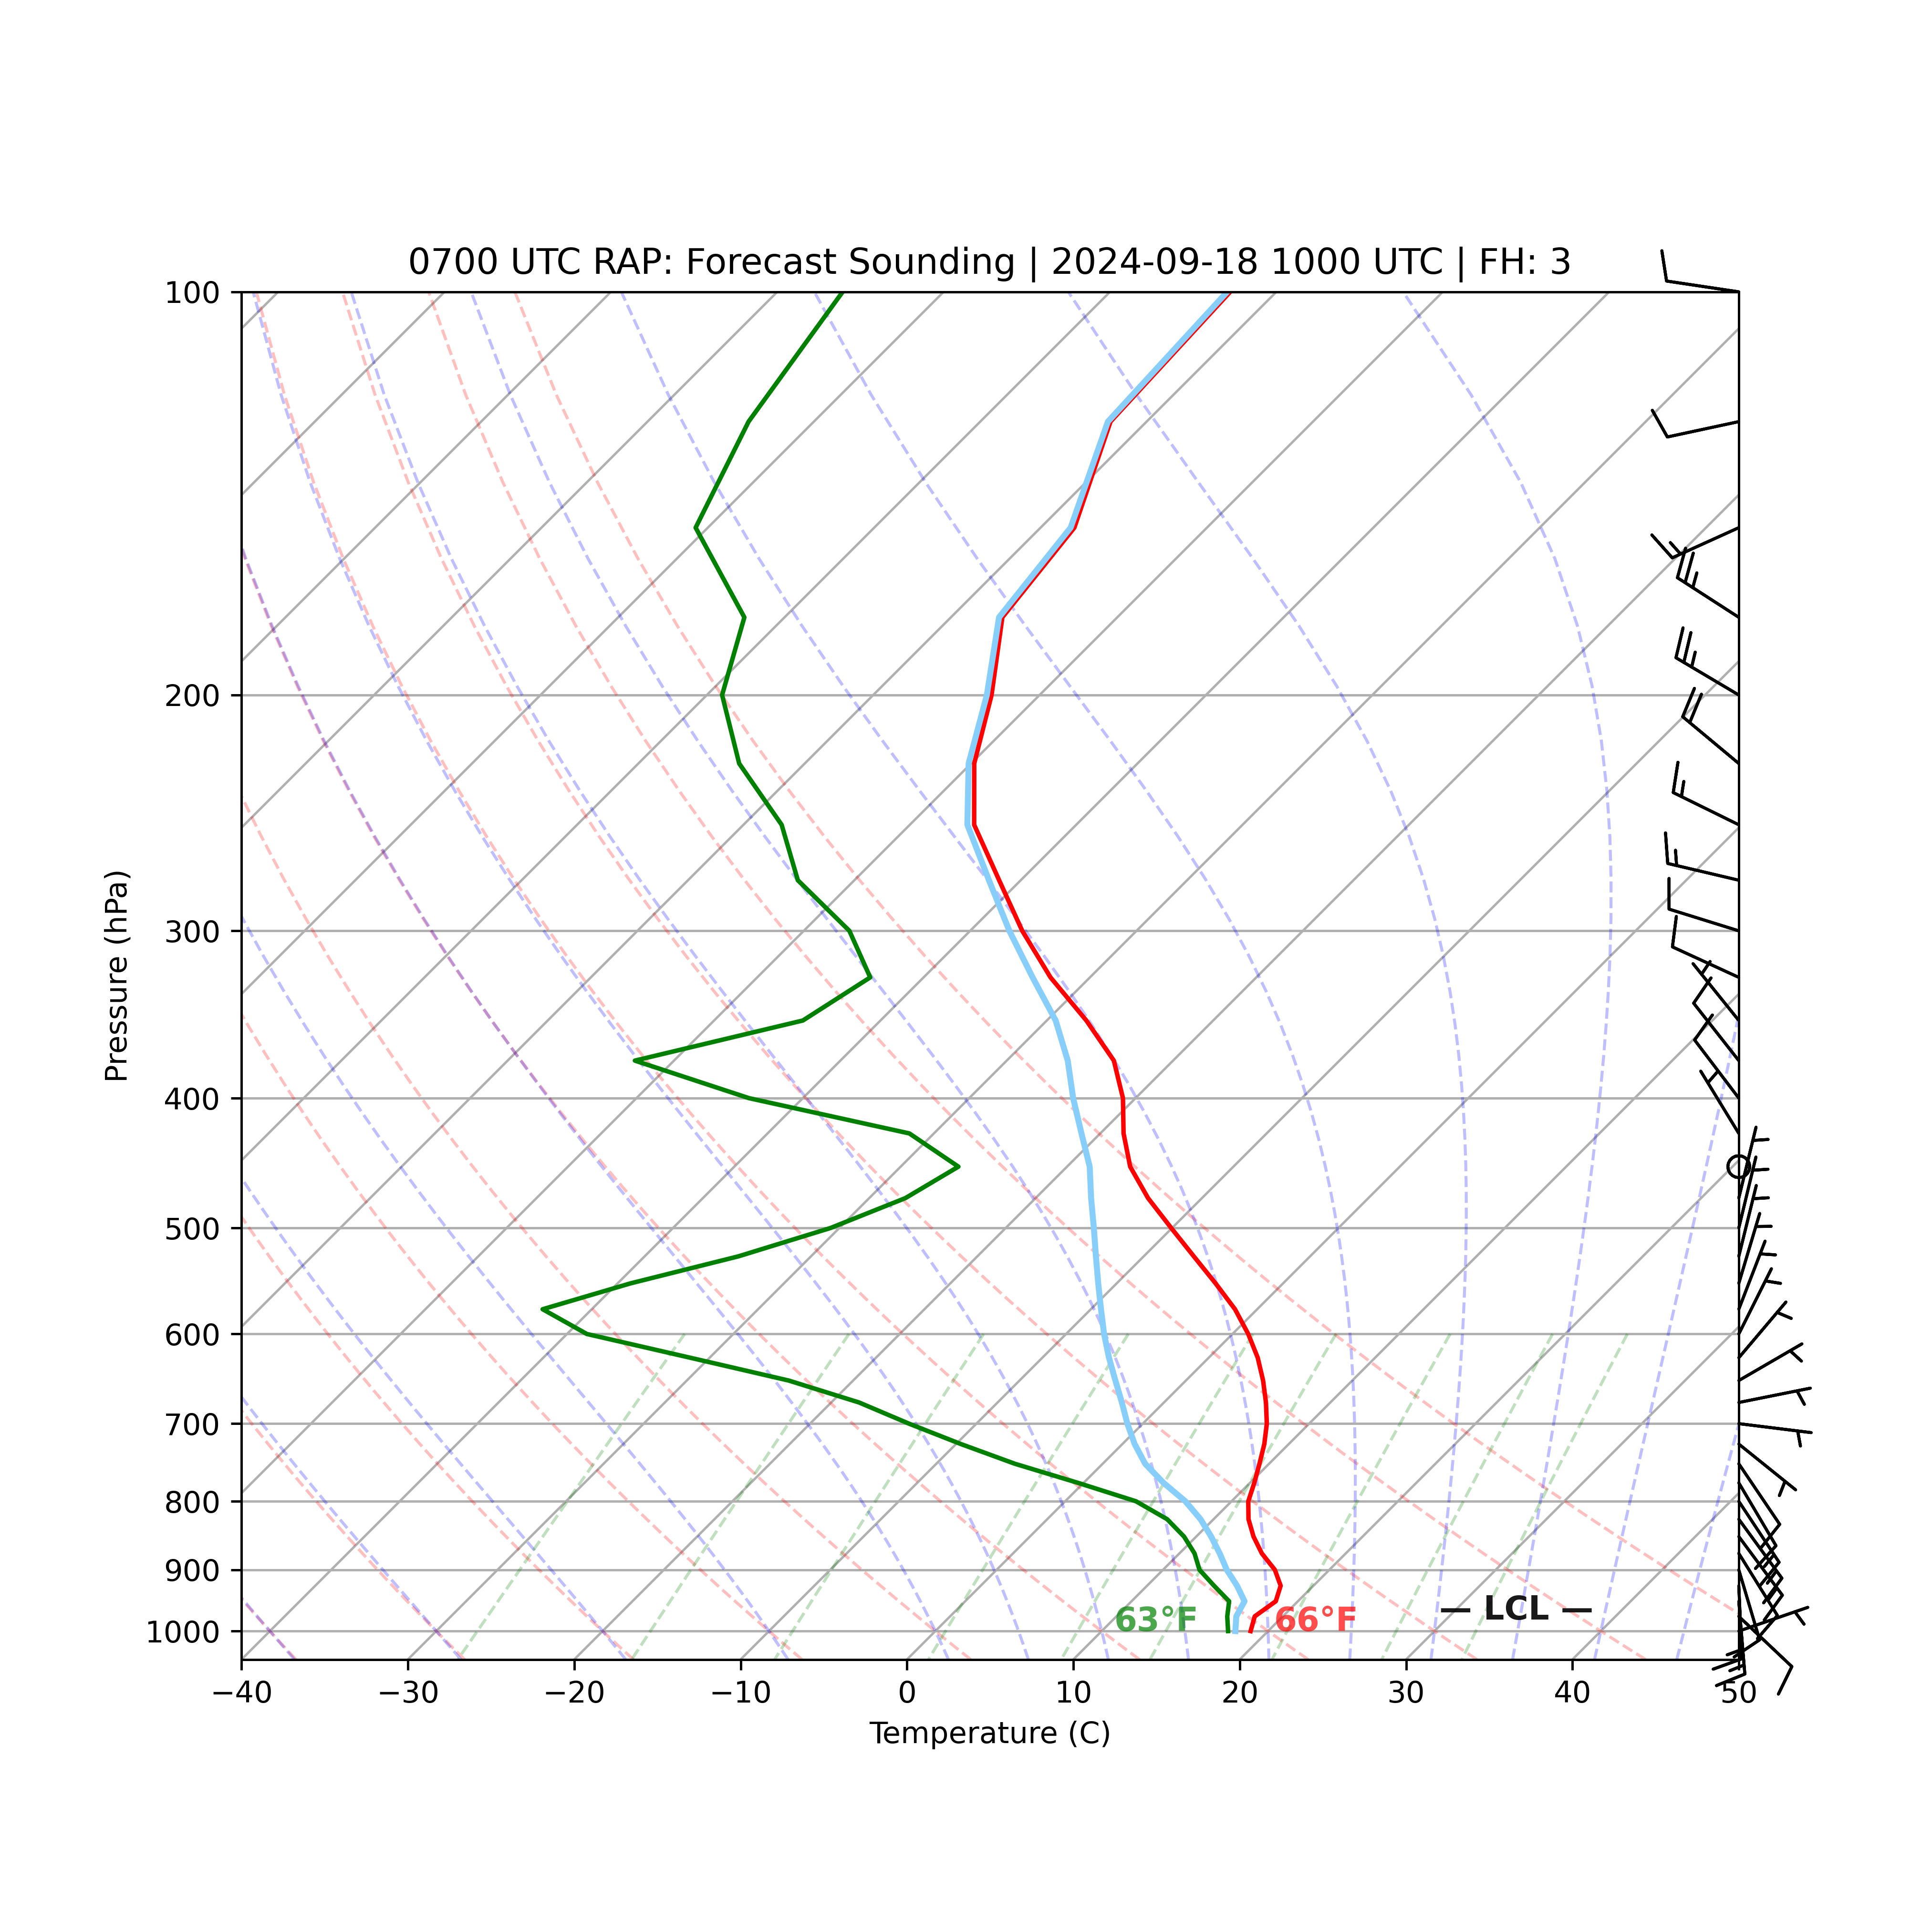 0700 UTC RAP: Forecast Sounding | 2024-09-18 1000 UTC | FH: 3
100
200
300
400
500
600
700
800
900
1000
Pressure (hPa)
63°F
66°F
— LCL —
−40 −30 −20 −10 0 10 20 30 40 50
Temperature (C)